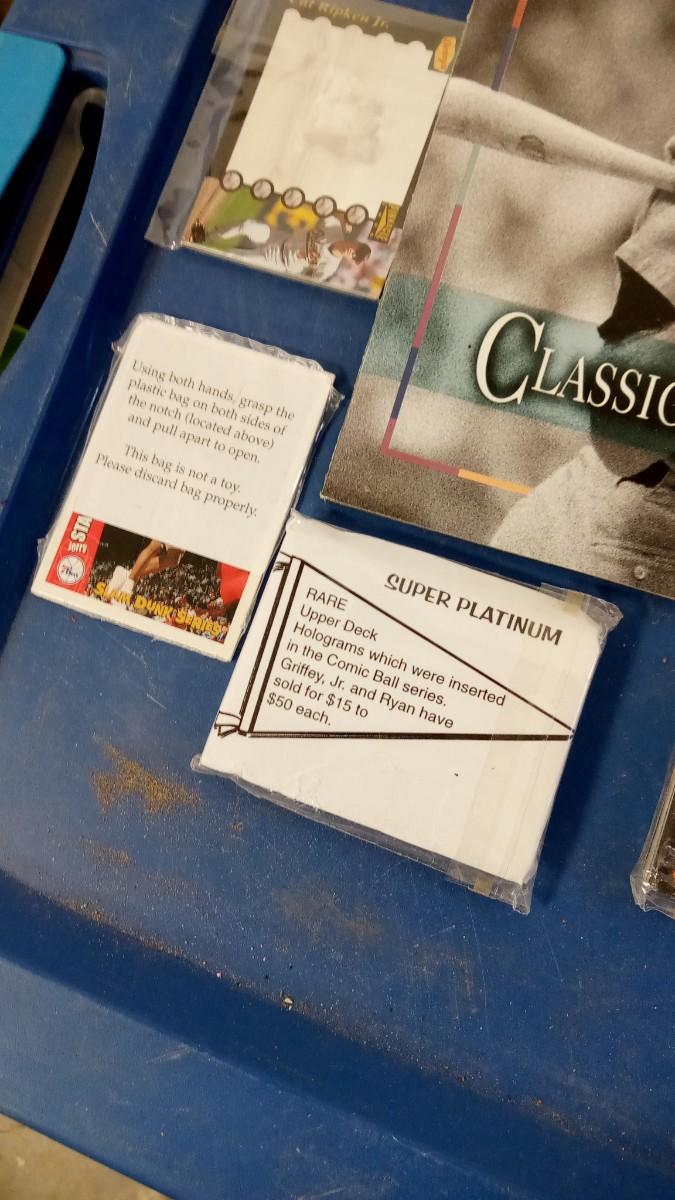 Cal Ripken Jr.
CLASSIC
Using both hands, grasp the
plastic bag on both sides of
the notch (located above)
and pull apart to open.
This bag is not a toy.
Please discard bag properly.
STA
Jerry
SLAM DUNK SERIES
SUPER PLATINUM
RARE
Upper Deck
Holograms which were inserted
in the Comic Ball series.
Griffey, Jr. and Ryan have
sold for $15 to
$50 each.